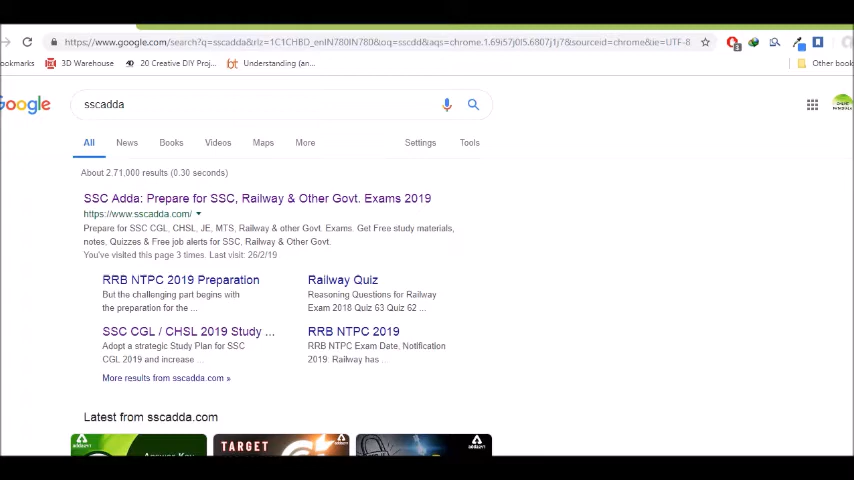 https://www.google.com/search?q=sscadda&rlz=1C1CHBD_enIN780IN780&oq=sscdd&aqs=chrome.1.69i57j0l5.6807j1j7&sourceid=chrome&ie=UTF-8
ookmarks 3D Warehouse 20 Creative DIY Proj... Understanding (an... Other book
Google sscadda
All News Books Videos Maps More Settings Tools
About 2,71,000 results (0.30 seconds)
SSC Adda: Prepare for SSC, Railway & Other Govt. Exams 2019
https://www.sscadda.com/
Prepare for SSC CGL, CHSL, JE, MTS, Railway & other Govt. Exams. Get Free study materials,
notes, Quizzes & Free job alerts for SSC, Railway & Other Govt.
You've visited this page 3 times. Last visit: 26/2/19
RRB NTPC 2019 Preparation
But the challenging part begins with
the preparation for the ...
Railway Quiz
Reasoning Questions for Railway
Exam 2018 Quiz 63 Quiz 62 ...
SSC CGL / CHSL 2019 Study ...
Adopt a strategic Study Plan for SSC
CGL 2019 and increase ...
RRB NTPC 2019
RRB NTPC Exam Date, Notification
2019: Railway has ...
More results from sscadda.com »
Latest from sscadda.com
TARGET